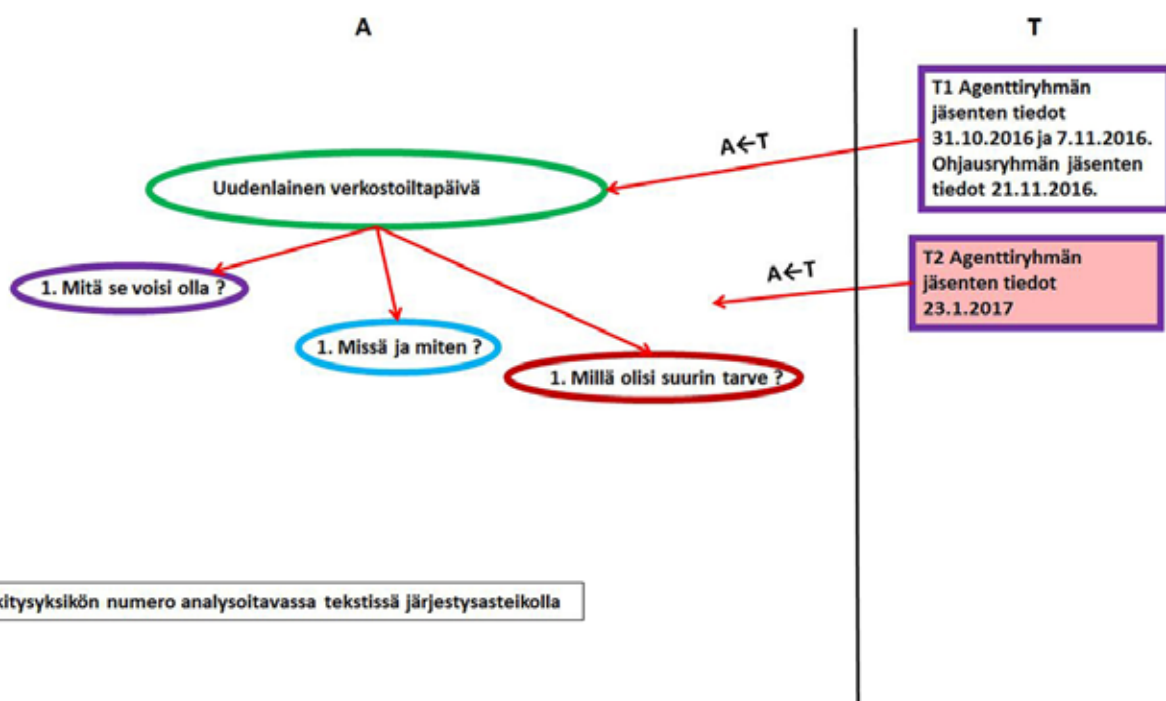 A
T
T1 Agenttiryhmän
jäsenten tiedot
31.10.2016 ja 7.11.2016.
Ohjausryhmän jäsenten
tiedot 21.11.2016.
A←T
Uudenlainen verkostoiltapäivä
T2 Agenttiryhmän
jäsenten tiedot
23.1.2017
A←T
1. Mitä se voisi olla ?
1. Missä ja miten ?
1. Millä olisi suurin tarve ?
numero analysoitavassa tekstissä järjestysasteikolla